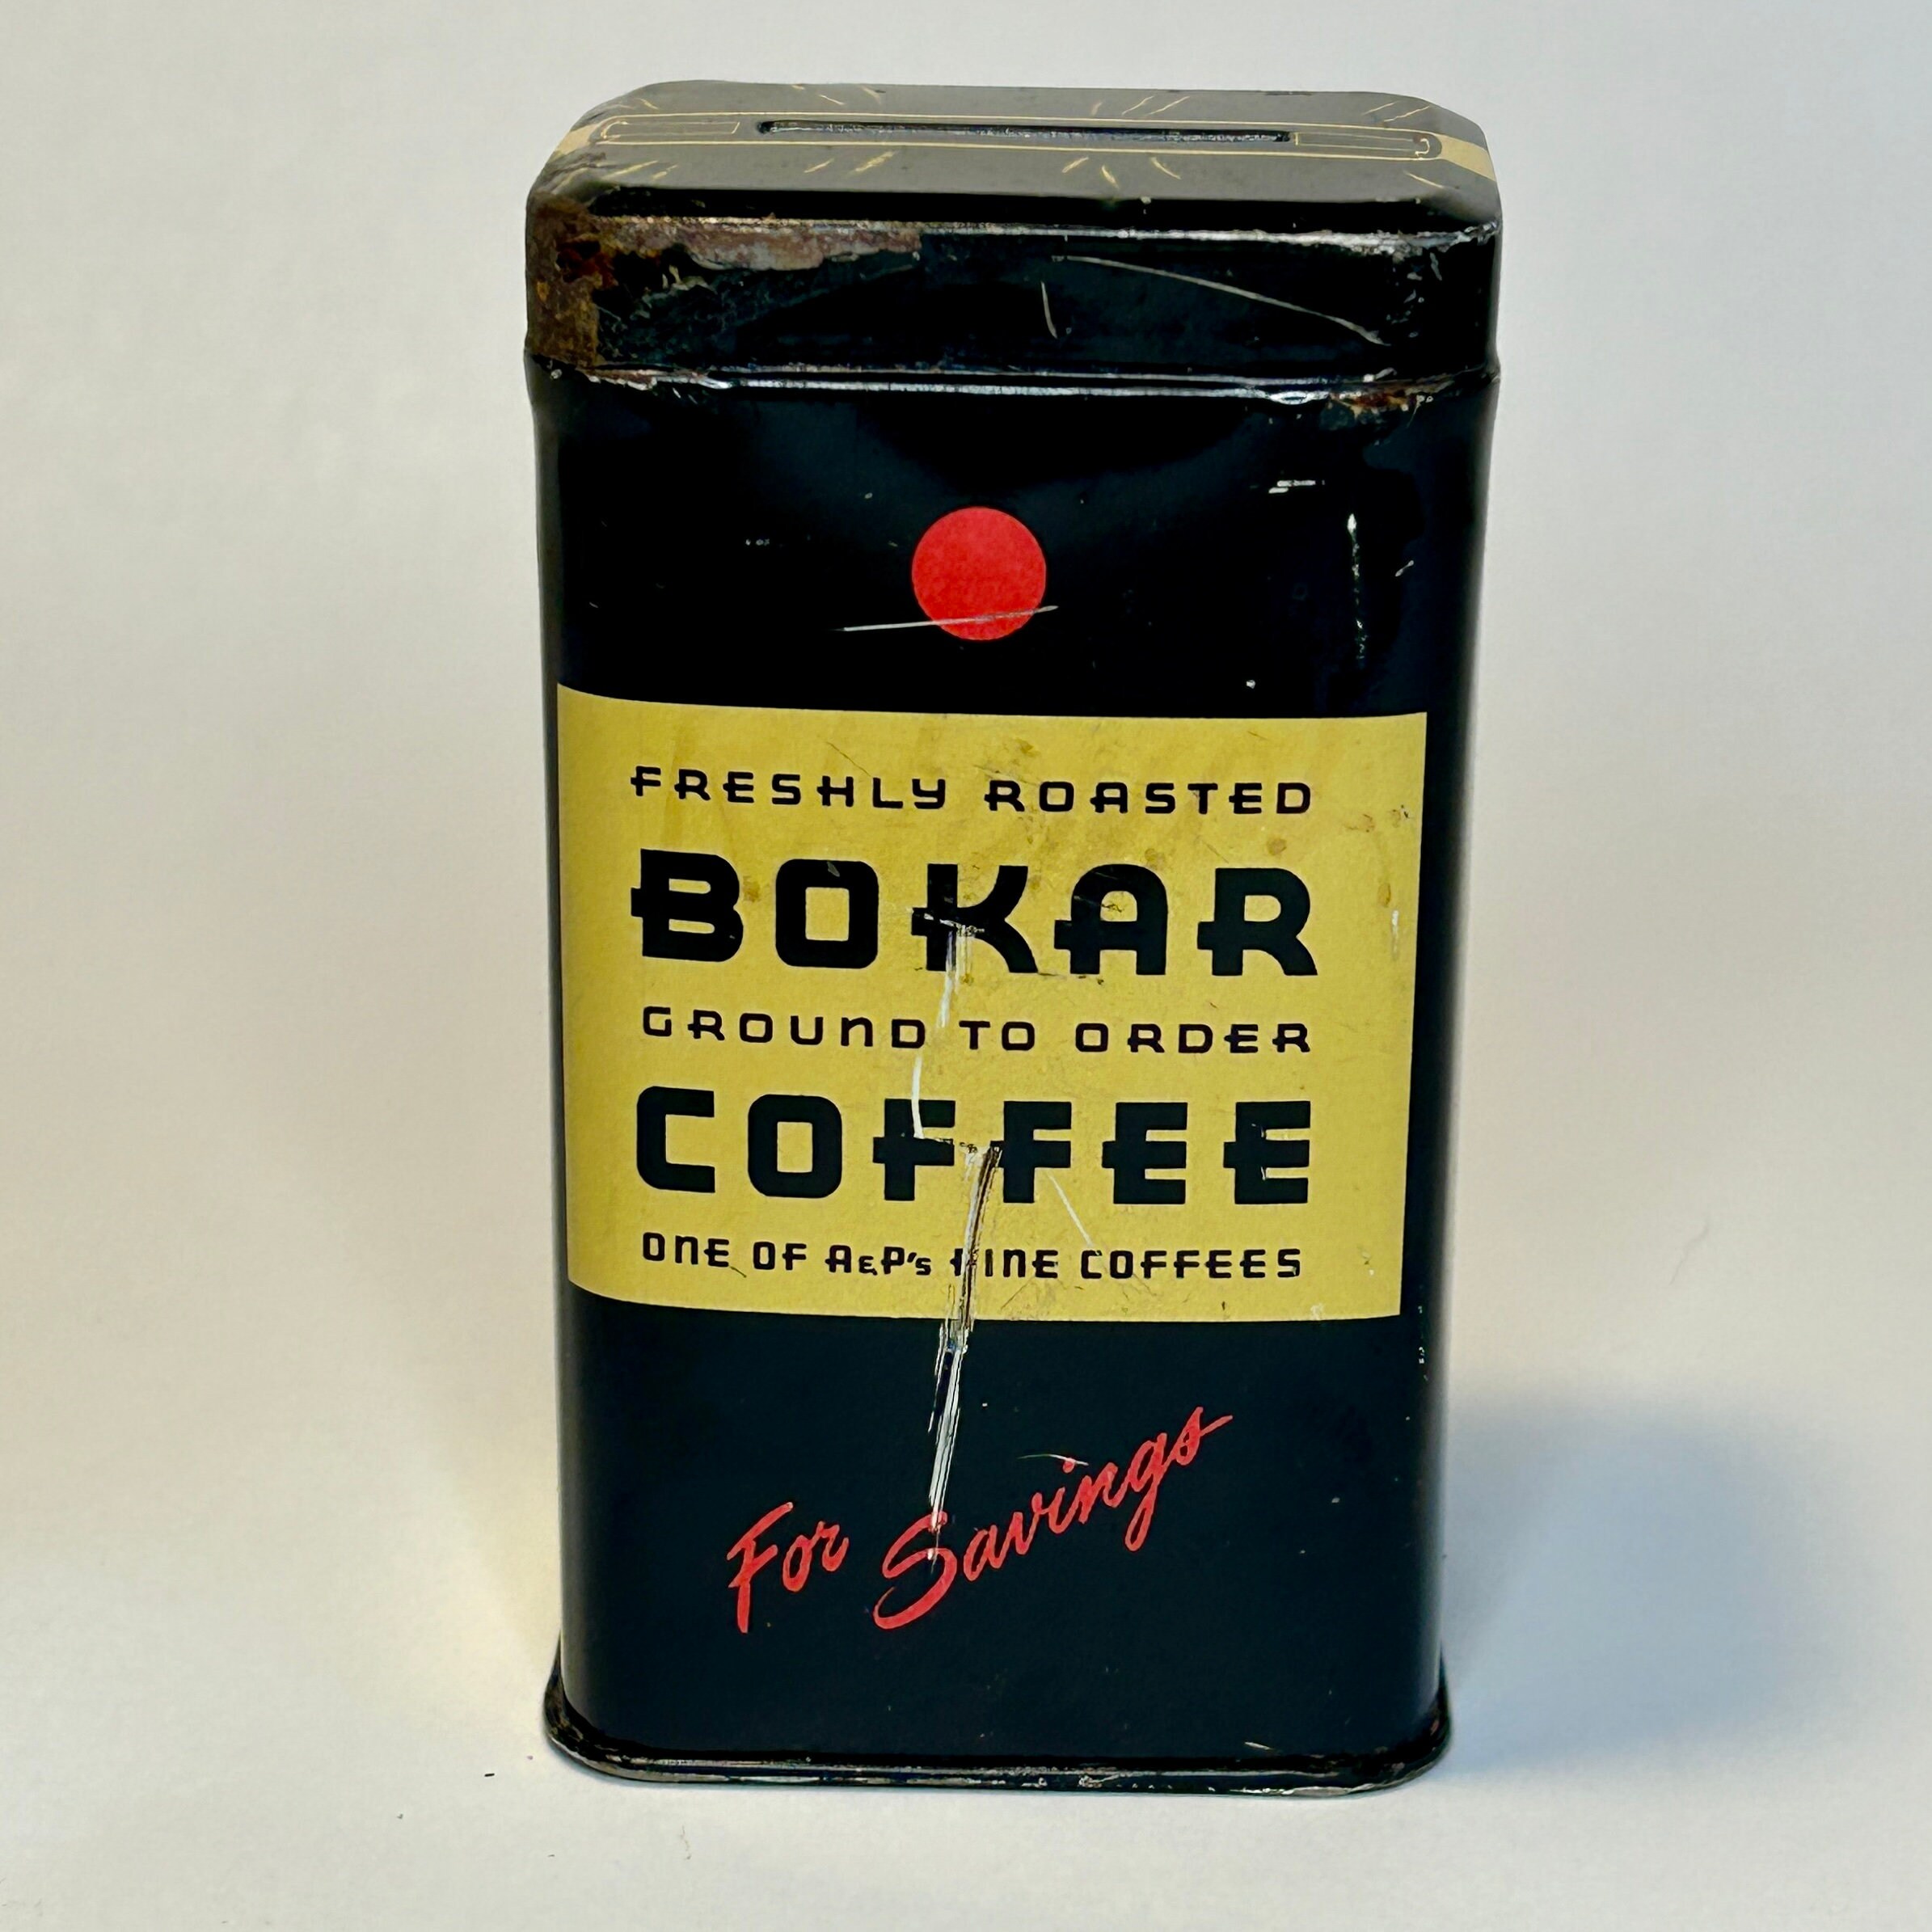 FRESHLY ROASTED
BOKAR
GROUND TO ORDER
COFFEE
ONE OF A&P's FINE COFFEES
For Savings